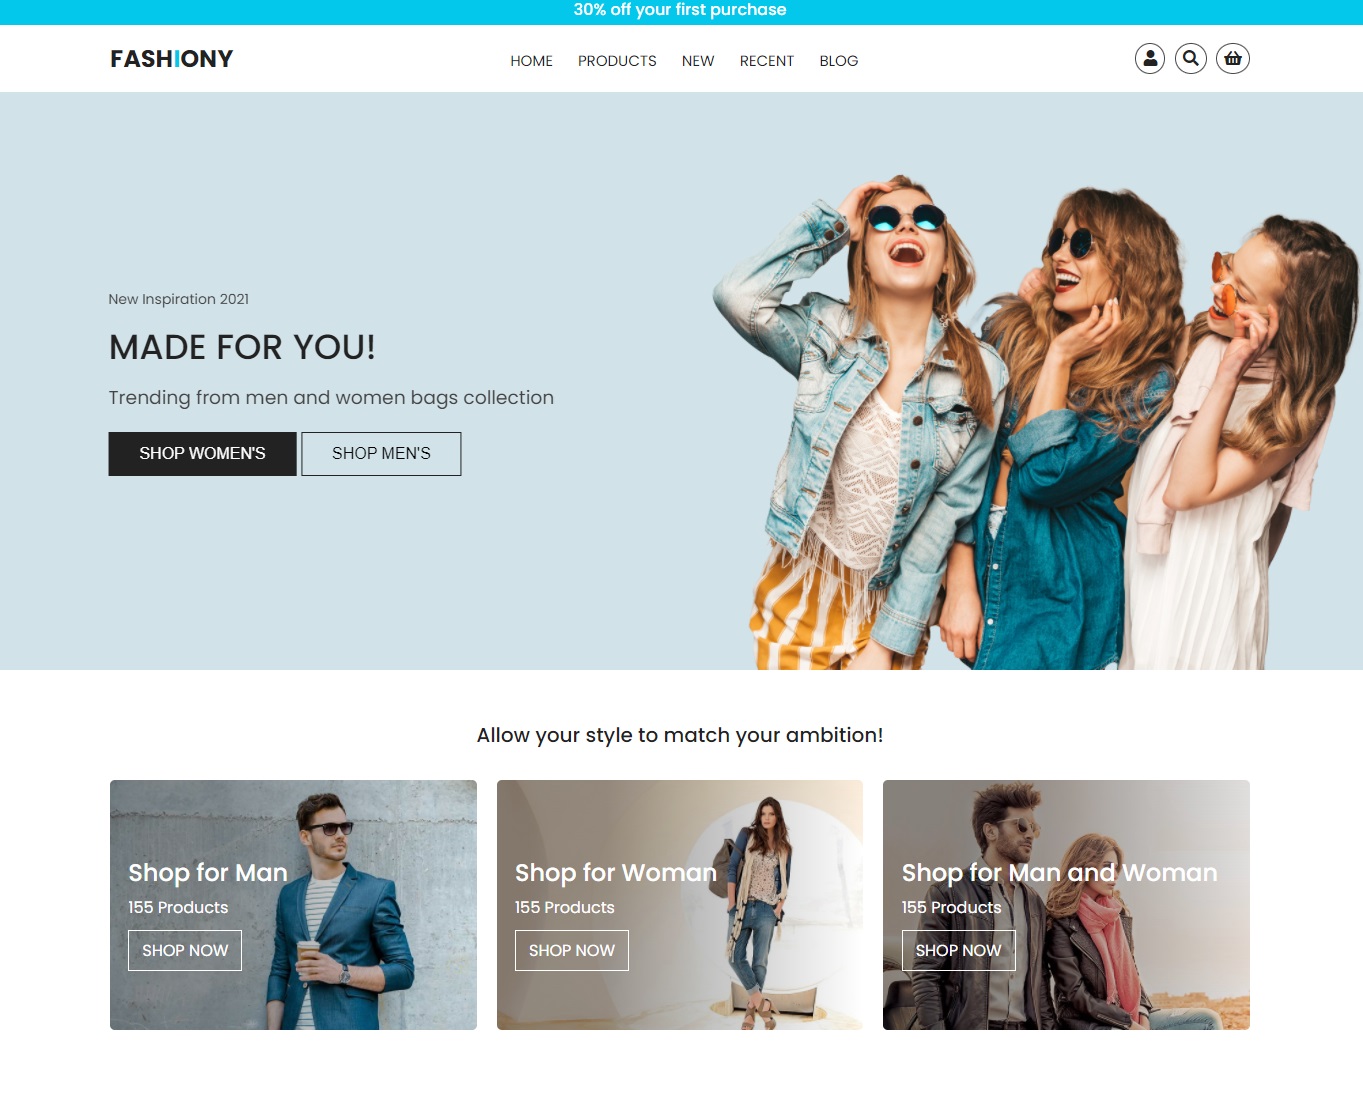 30% off your first purchase
FASHIONY
HOME PRODUCTS NEW RECENT BLOG
New Inspiration 2021
MADE FOR YOU!
Trending from men and women bags collection
SHOP WOMEN'S SHOP MEN'S
Allow your style to match your ambition!
Shop for Man
155 Products
SHOP NOW
Shop for Woman
155 Products
SHOP NOW
Shop for Man and Woman
155 Products
SHOP NOW